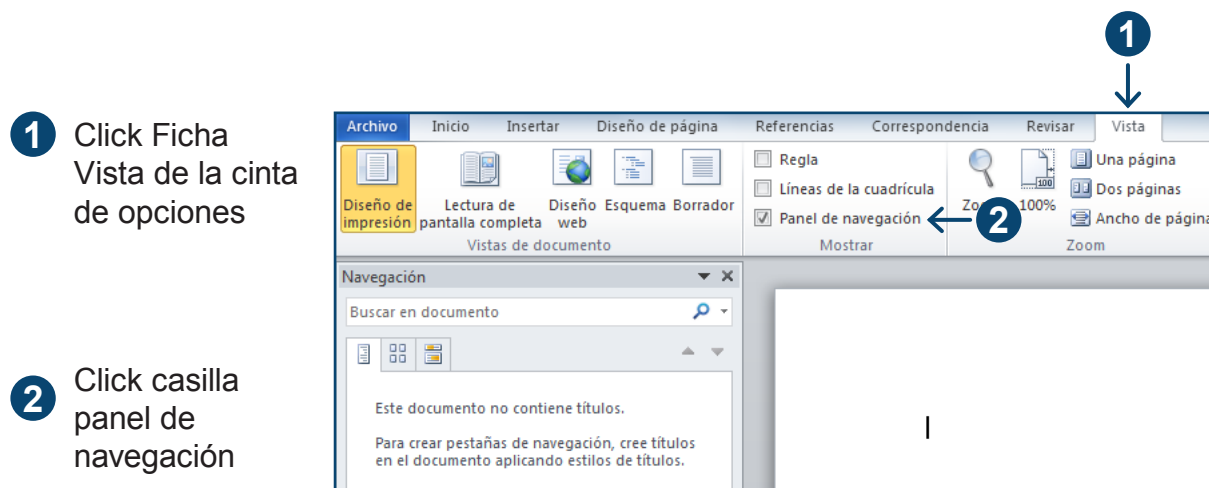 1
1 Click Ficha
Vista de la cinta
de opciones
Archivo Inicio Insertar Diseño de página Referencias Correspondencia Revisar Vista
Diseño de
impresión
Lectura de
pantalla completa
Diseño
web
Esquema
Borrador
Vistas de documento
Regla
Líneas de la cuadrícula
Panel de navegación
2
Mostrar
100
100%
Una página
Dos páginas
Ancho de página
Zoom
Navegación
Buscar en documento
Este documento no contiene títulos.
Para crear pestañas de navegación, cree títulos
en el documento aplicando estilos de títulos.
2 Click casilla
panel de
navegación